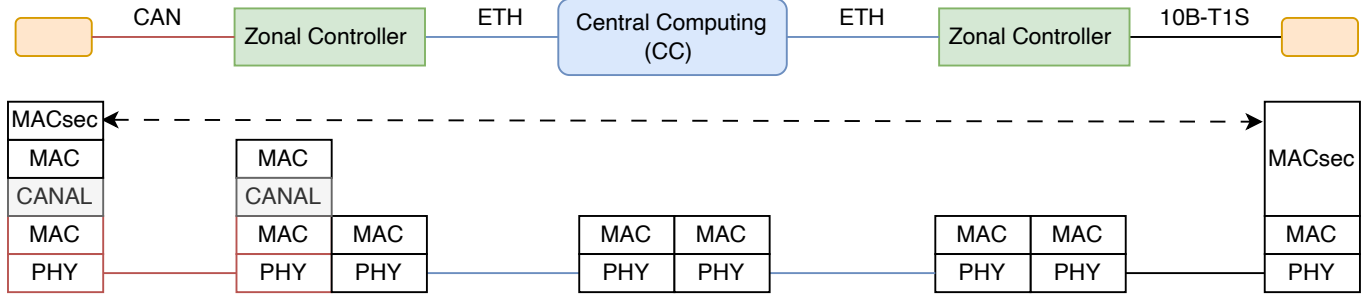 CAN
ETH
ETH
10B-T1S
Zonal Controller
Central Computing
(CC)
Zonal Controller
MACsec
MAC
CANAL
MAC
PHY
MAC
CANAL
MAC
MAC
PHY
PHY
MAC
MAC
PHY
PHY
MAC
MAC
PHY
PHY
MACsec
MAC
PHY